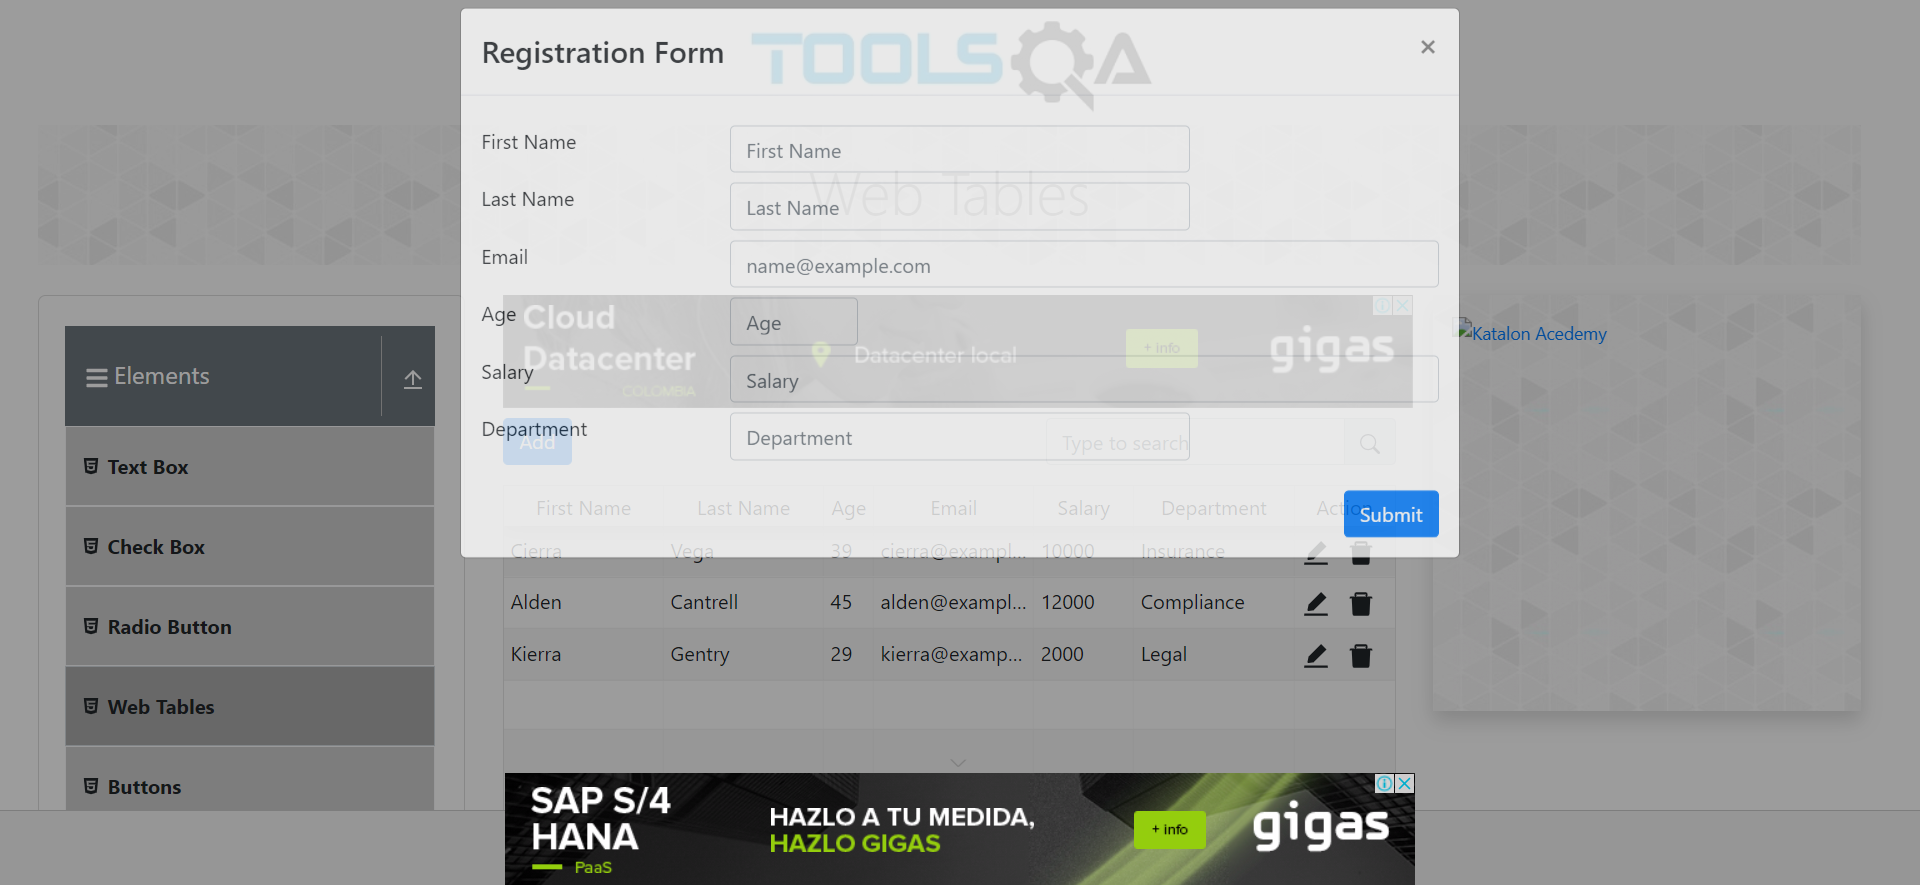 Registration Form
TOOLSQA
×
First Name
First Name
Web Tables
Last Name
Last Name
Email
name@example.com
Age
Age
Cloud
Datacenter
COLOMBIA
Datacenter local
+ info
gigas
Salary
Salary
Department
Department
Add
Type to search
First Name Last Name Age Email Salary Department Action
Submit
Cierra Vega 39 cierra@exampl... 10000 Insurance
Alden Cantrell 45 alden@exampl... 12000 Compliance
Kierra Gentry 29 kierra@examp... 2000 Legal
Elements
Text Box
Check Box
Radio Button
Web Tables
Buttons
Katalon Acedemy
SAP S/4
HANA
PaaS
HAZLO A TU MEDIDA,
HAZLO GIGAS
+ info
gigas